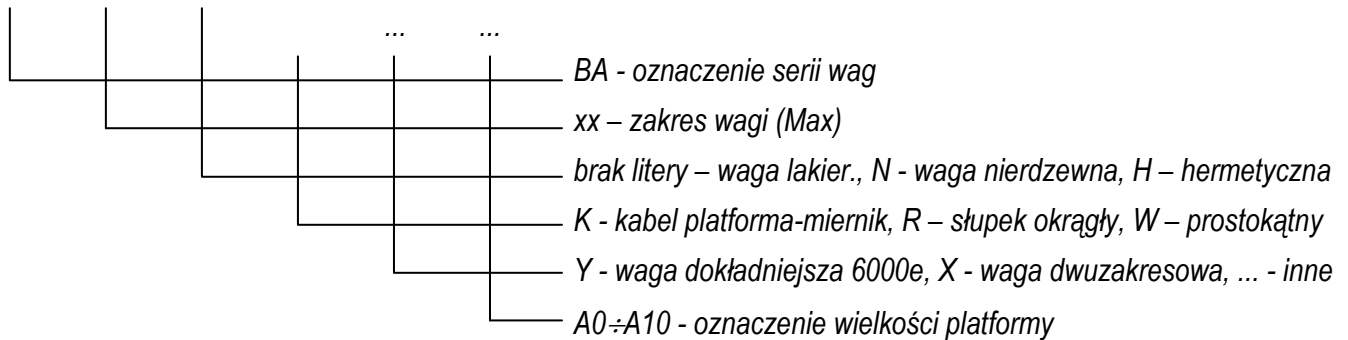 ... ...
BA - oznaczenie serii wag
xx – zakres wagi (Max)
brak litery – waga lakier., N - waga nierdzewna, H – hermetyczna
K - kabel platforma-miernik, R – słupek okrągły, W – prostokątny
Y - waga dokładniejsza 6000e, X - waga dwuzakresowa, ... - inne
A0÷A10 - oznaczenie wielkości platformy